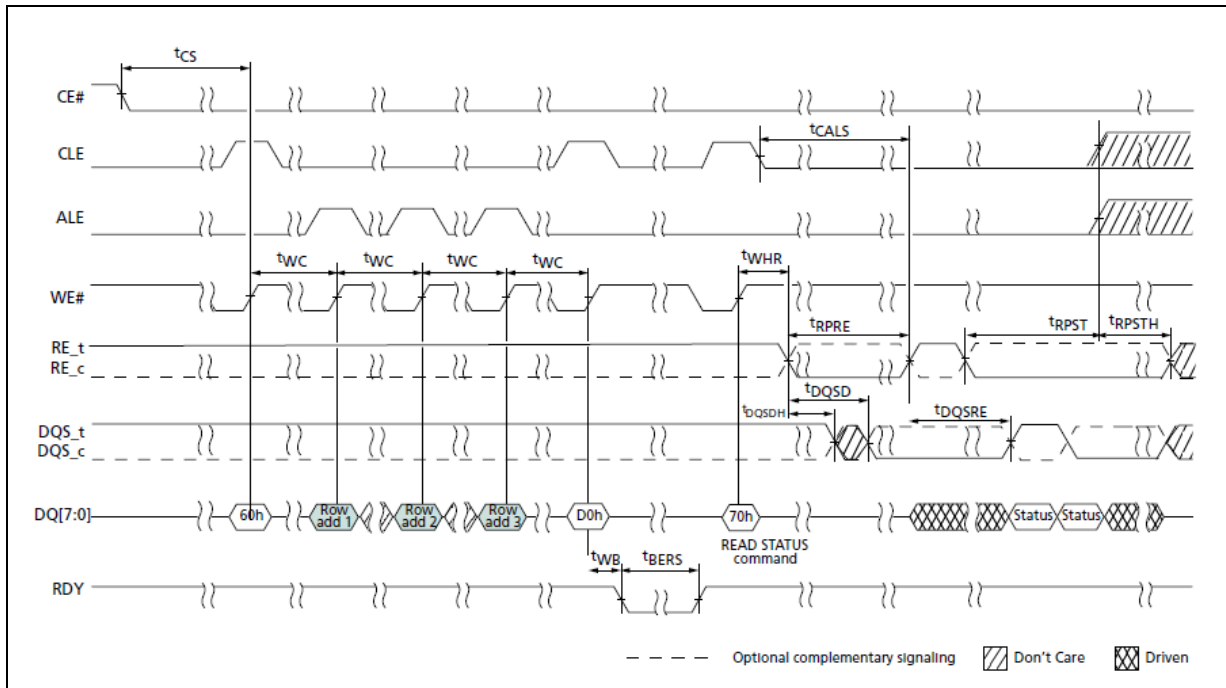 tCS
CE#
tCALS
CLE
ALE
tWC tWC tWC tWC tWHR
WE#
tRPRE tRPST tRPSTH
RE_t
RE_c
tDQSD
tDQSDH tDQSRE
DQS_t
DQS_c
DQ[7:0] 60h Row add 1 Row add 2 Row add 3 D0h 70h Status Status
READ STATUS
command
tWB tBERS
RDY
Optional complementary signaling Don't Care Driven